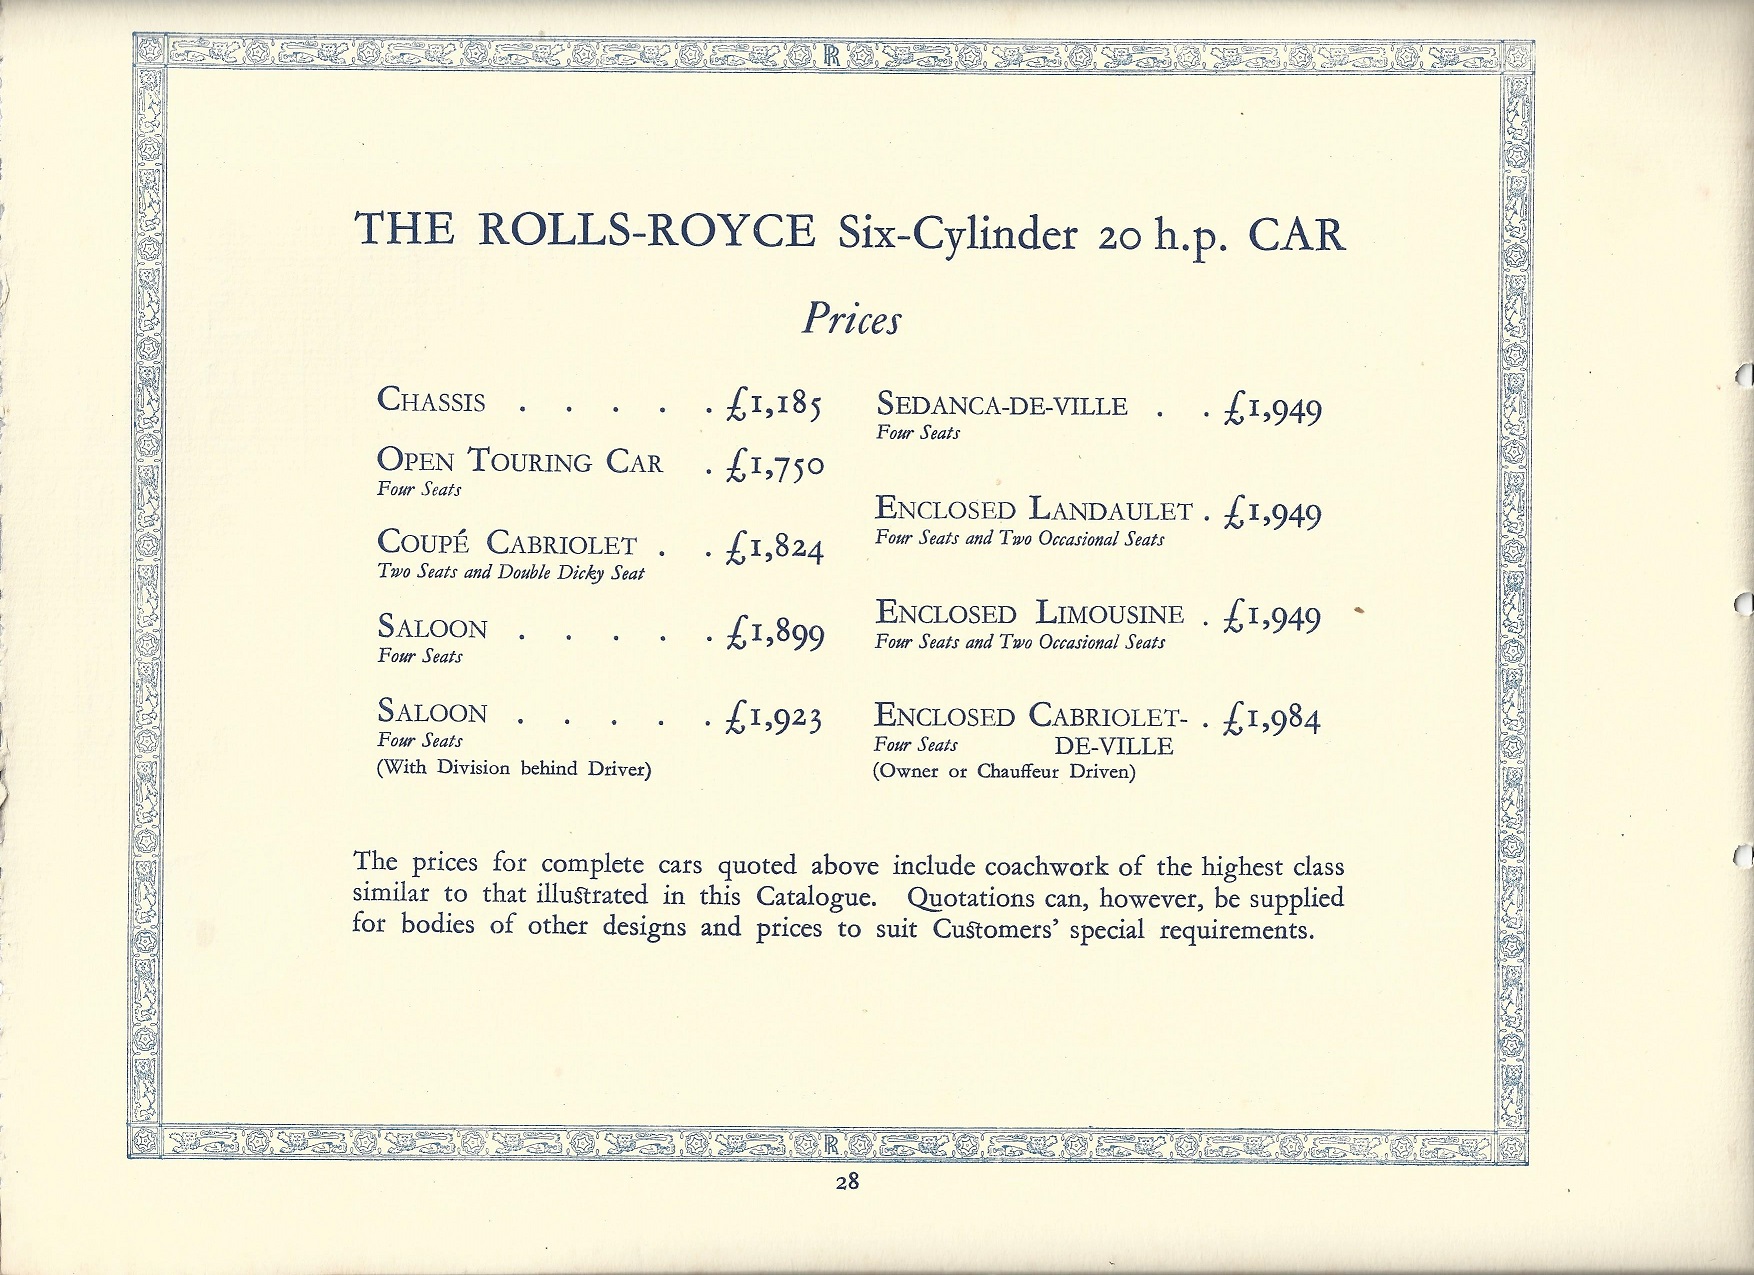 THE ROLLS-ROYCE Six-Cylinder 20 h.p. CAR
Prices
CHASSIS . . . . . £1,185
OPEN TOURING CAR . £1,750
Four Seats
COUPÉ CABRIOLET . . £1,824
Two Seats and Double Dicky Seat
SALOON . . . . . £1,899
Four Seats
SALOON . . . . . £1,923
Four Seats
(With Division behind Driver)
SEDANCA-DE-VILLE . . £1,949
Four Seats
ENCLOSED LANDAULET . £1,949
Four Seats and Two Occasional Seats
ENCLOSED LIMOUSINE . £1,949
Four Seats and Two Occasional Seats
ENCLOSED CABRIOLET- . £1,984
Four Seats DE-VILLE
(Owner or Chauffeur Driven)
The prices for complete cars quoted above include coachwork of the highest class
similar to that illustrated in this Catalogue. Quotations can, however, be supplied
for bodies of other designs and prices to suit Customers' special requirements.
28